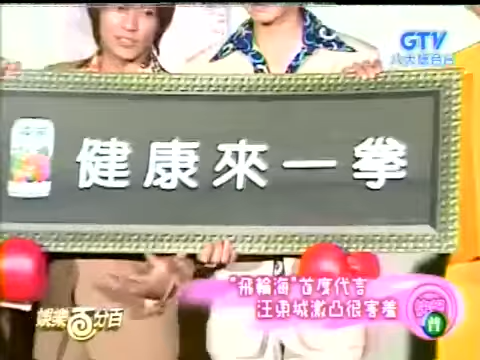 GTV
八大綜合台
健康來一拳
"飛輪海"首度代言
汪東城激凸很害羞
娛樂百分百